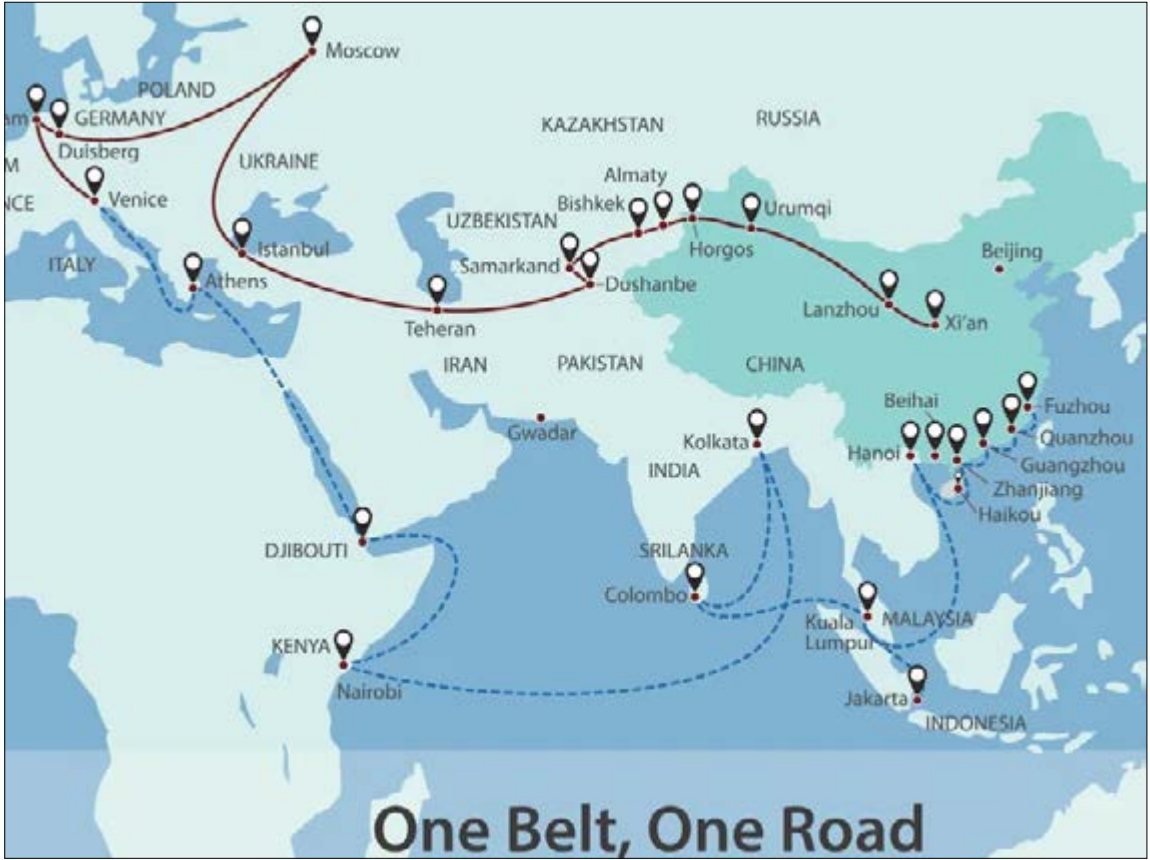 Moscow
POLAND
am
GERMANY
Duisberg
KAZAKHSTAN
RUSSIA
M
UKRAINE
Almaty
NCE
Venice
Bishkek
Urumqi
UZBEKISTAN
Istanbul
Horgos
Beijing
ITALY
Samarkand
Athens
Dushanbe
Lanzhou
Xi'an
Teheran
IRAN
PAKISTAN
CHINA
Beihai
Fuzhou
Gwadar
Kolkata
Hanoi
Quanzhou
INDIA
Guangzhou
Zhanjiang
Haikou
DJIBOUTI
SRILANKA
Colombo
Kuala
Lumpur
MALAYSIA
KENYA
Nairobi
Jakarta
INDONESIA
One Belt, One Road